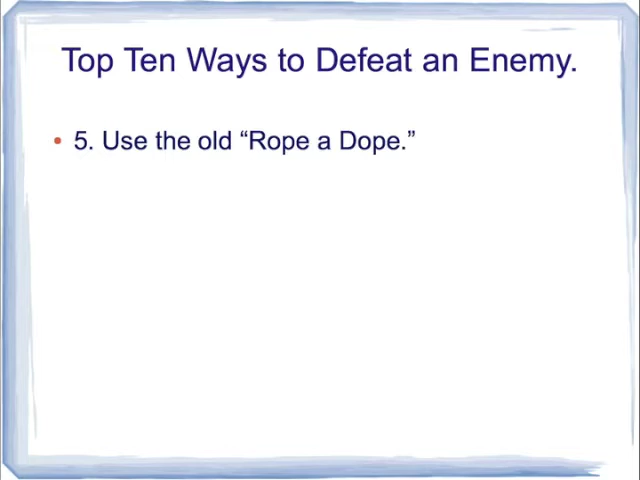 Top Ten Ways to Defeat an Enemy.
• 5. Use the old “Rope a Dope.”